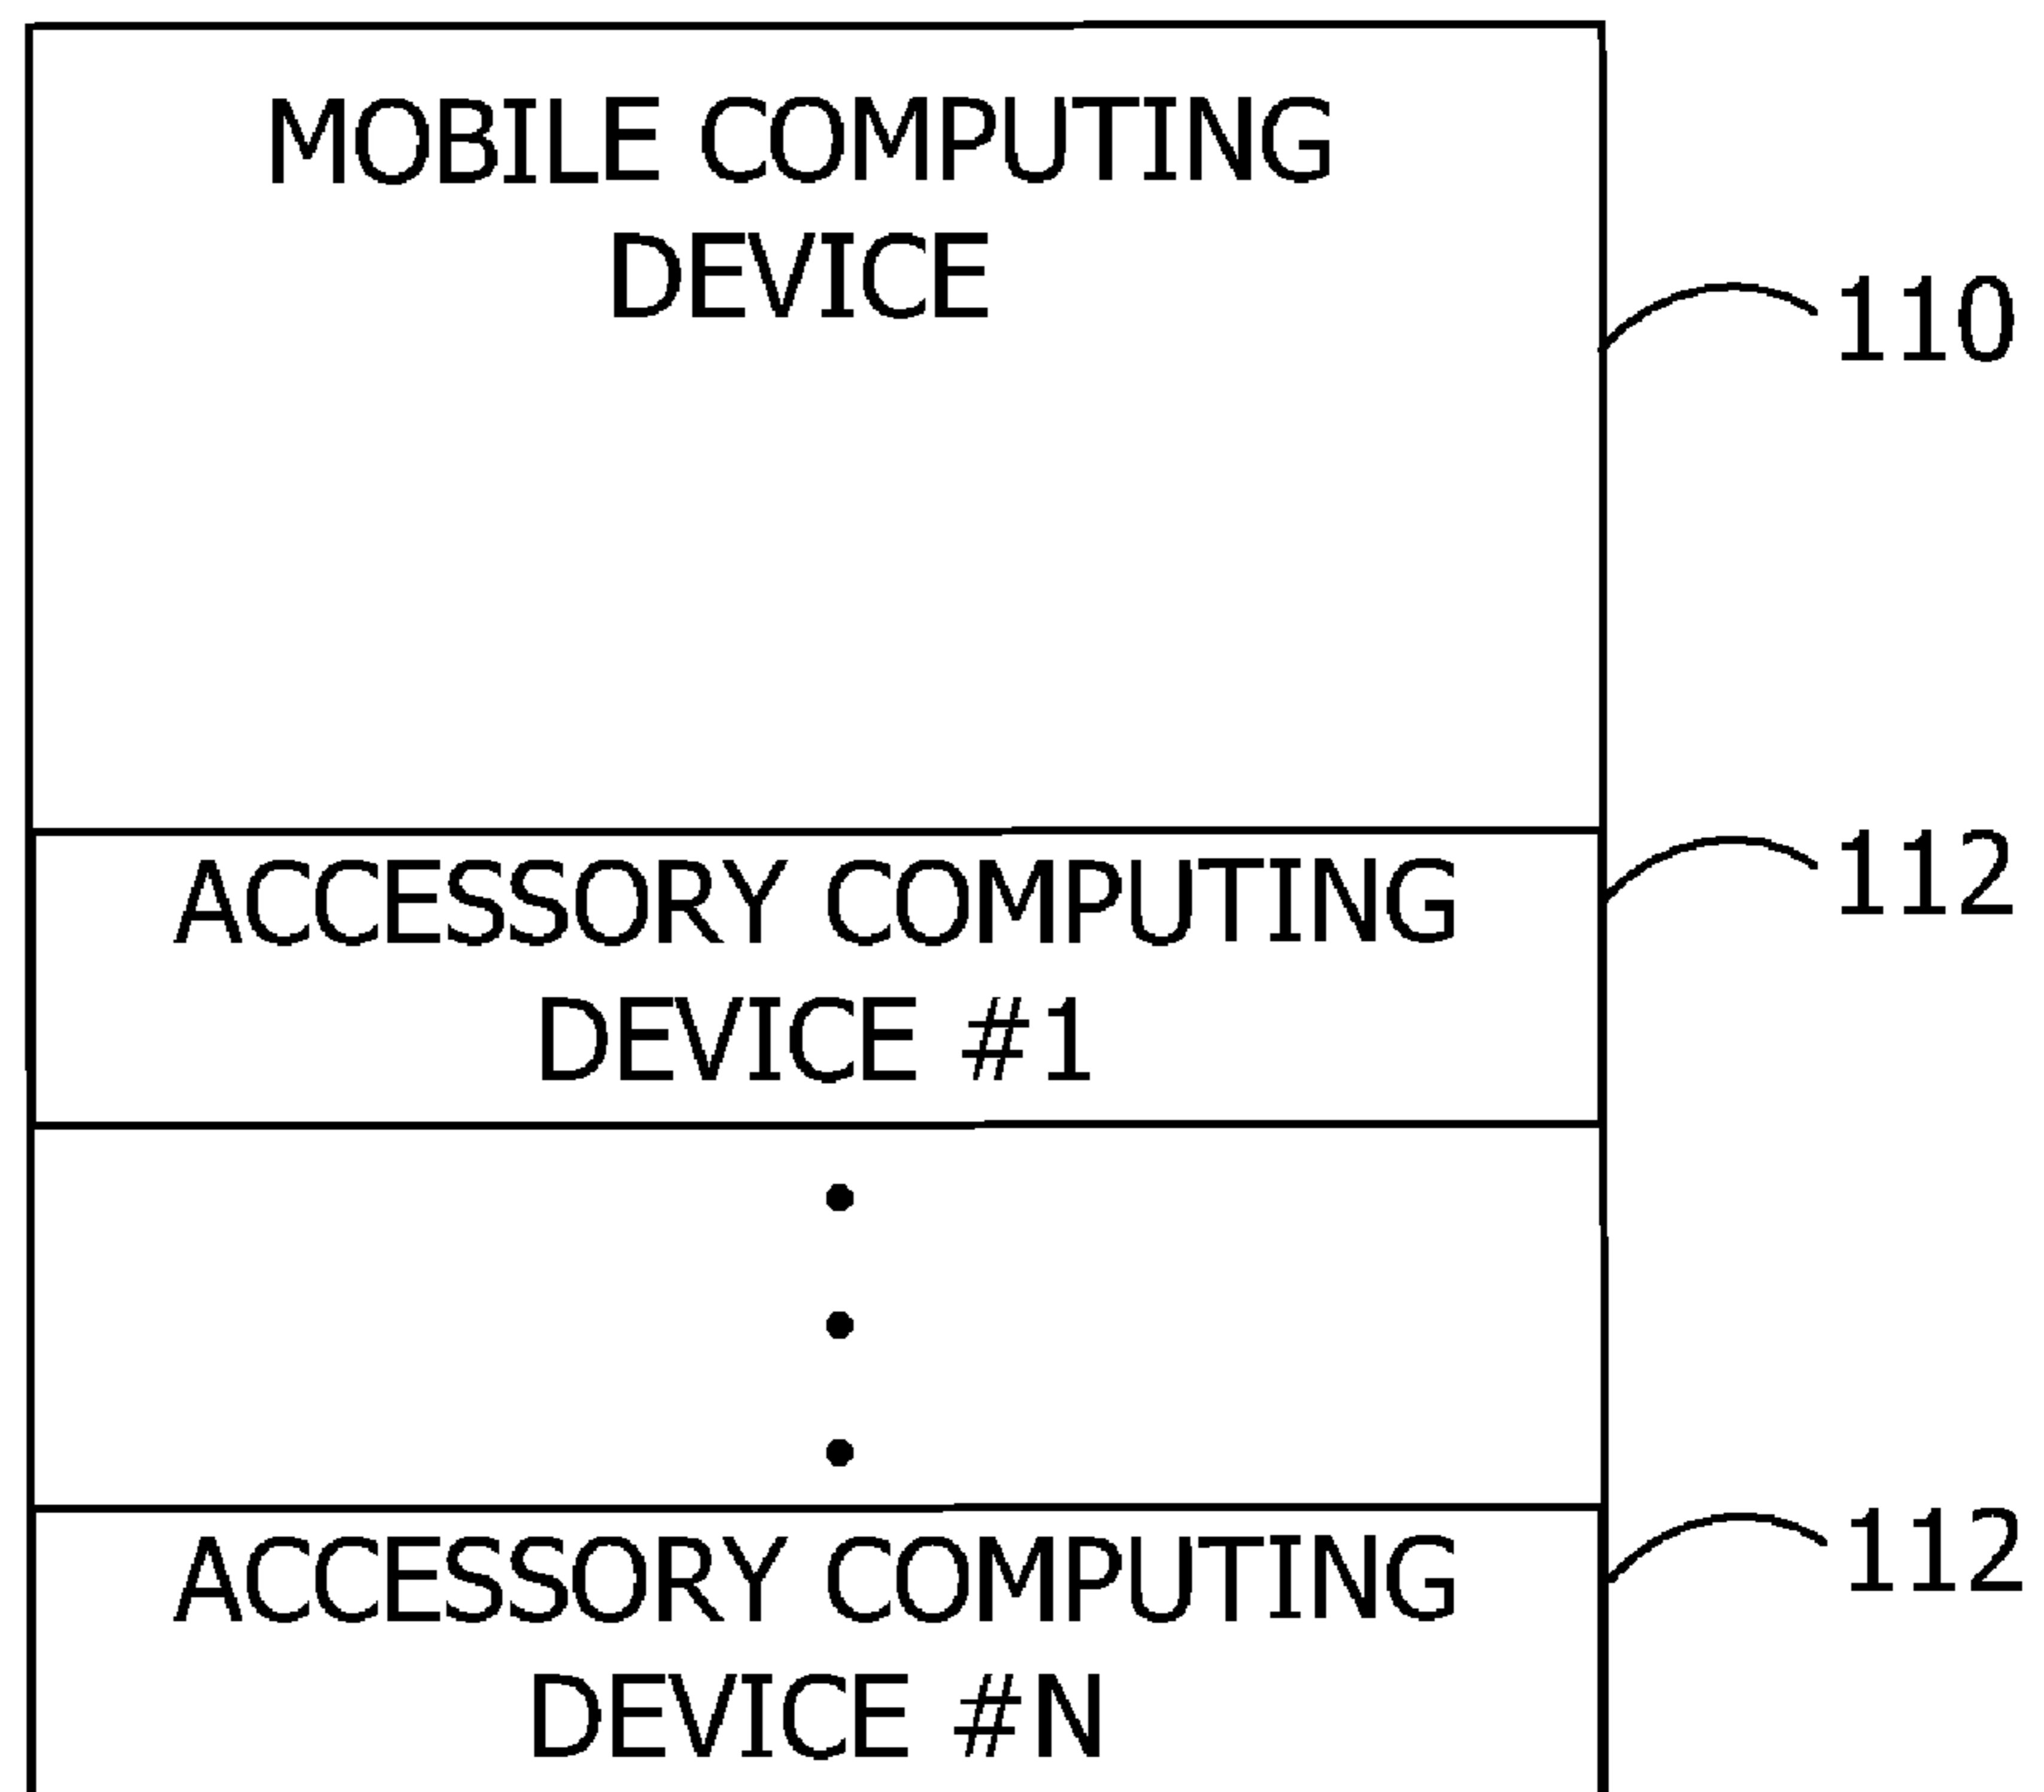 MOBILE COMPUTING
DEVICE
110
ACCESSORY COMPUTING
DEVICE #1
112
ACCESSORY COMPUTING
DEVICE #N
112